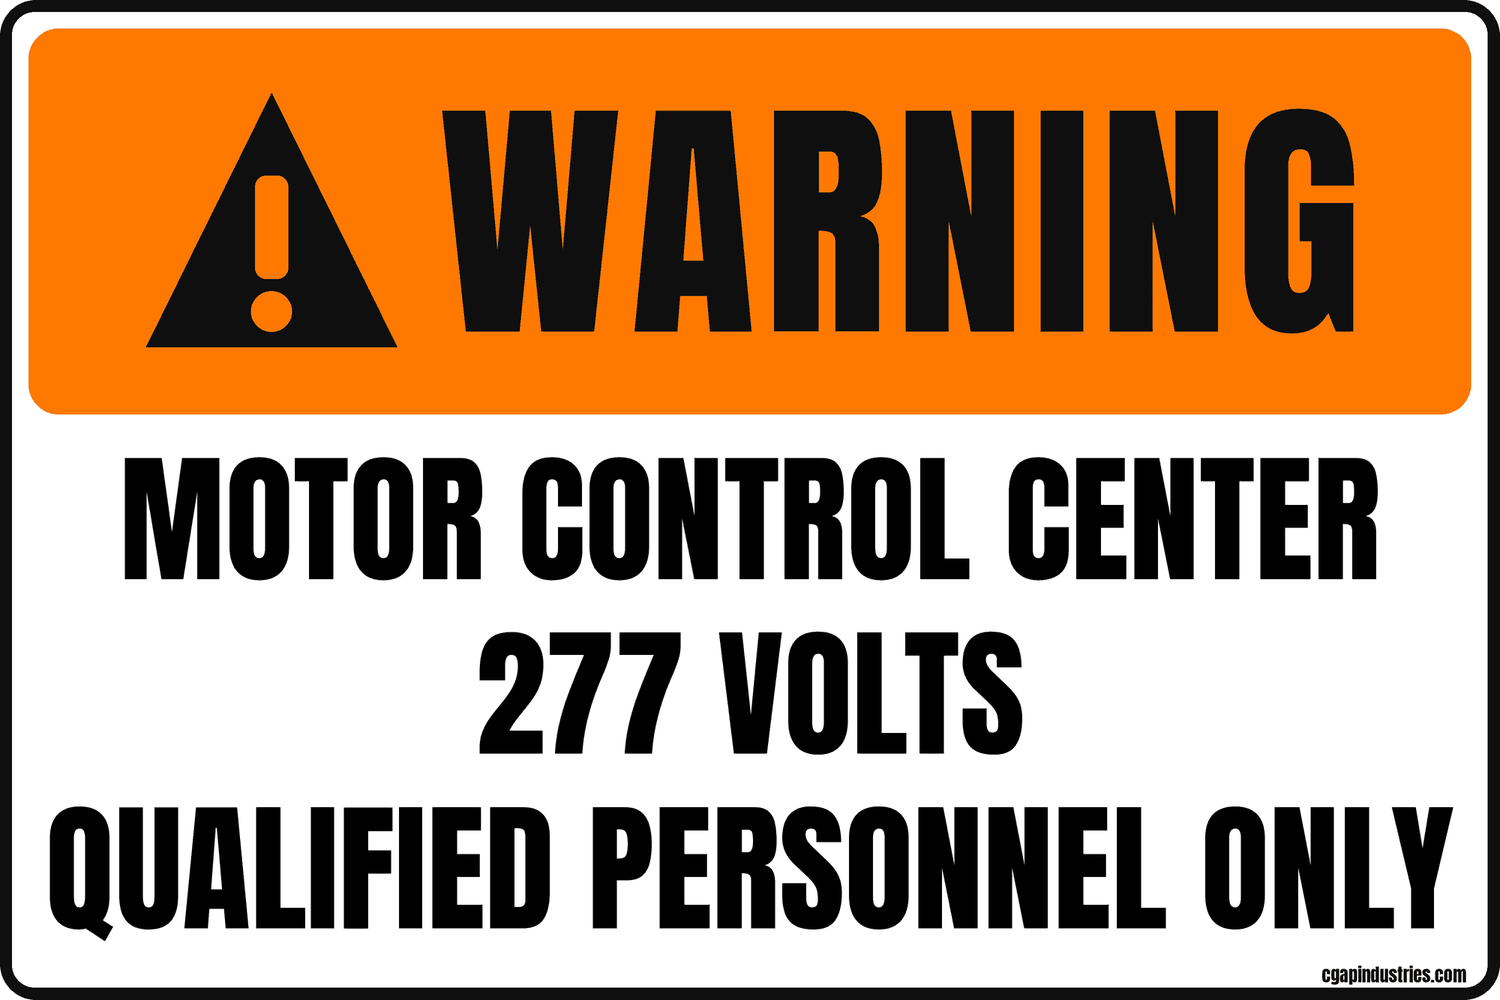 WARNING
MOTOR CONTROL CENTER
277 VOLTS
QUALIFIED PERSONNEL ONLY
cgapindustries.com